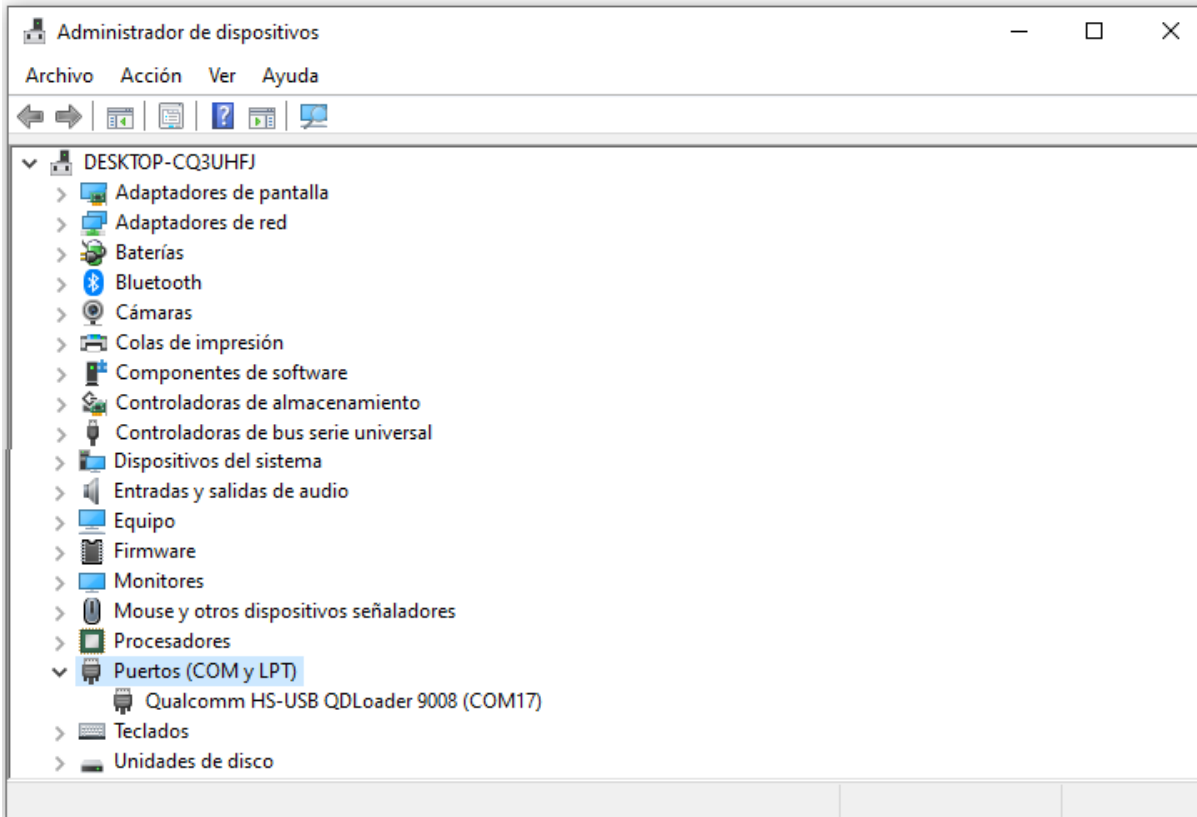 Administrador de dispositivos
Archivo Acción Ver Ayuda
DESKTOP-CQ3UHFJ
Adaptadores de pantalla
Adaptadores de red
Baterías
Bluetooth
Cámaras
Colas de impresión
Componentes de software
Controladoras de almacenamiento
Controladoras de bus serie universal
Dispositivos del sistema
Entradas y salidas de audio
Equipo
Firmware
Monitores
Mouse y otros dispositivos señaladores
Procesadores
Puertos (COM y LPT)
Qualcomm HS-USB QDLoader 9008 (COM17)
Teclados
Unidades de disco